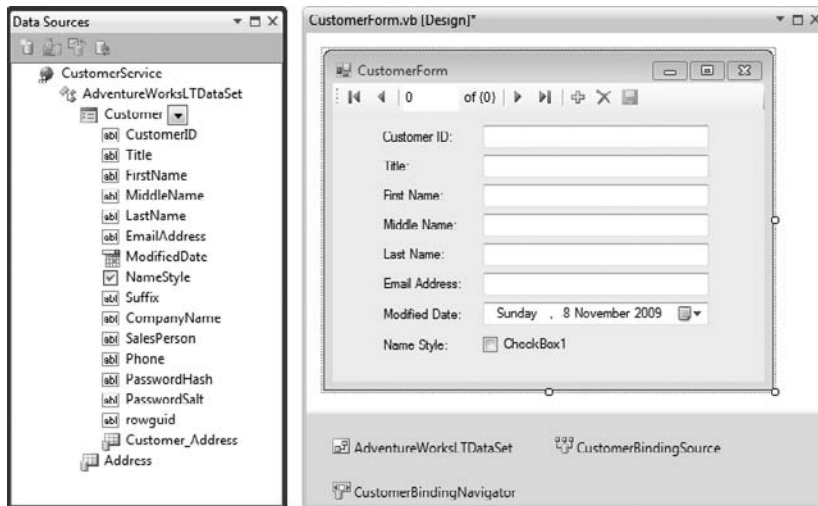 Data Sources
CustomerService
AdventureWorksLTDataSet
Customer
CustomerID
Title
FirstName
MiddleName
LastName
EmailAddress
ModifiedDate
NameStyle
Suffix
CompanyName
SalesPerson
Phone
PasswordHash
PasswordSalt
rowguid
Customer_Address
Address
CustomerForm.vb [Design]*
CustomerForm
0 of {0}
Customer ID:
Title:
First Name:
Middle Name:
Last Name:
Email Address:
Modified Date: Sunday , 8 November 2009
Name Style: CheckBox1
AdventureWorksLTDataSet CustomerBindingSource
CustomerBindingNavigator